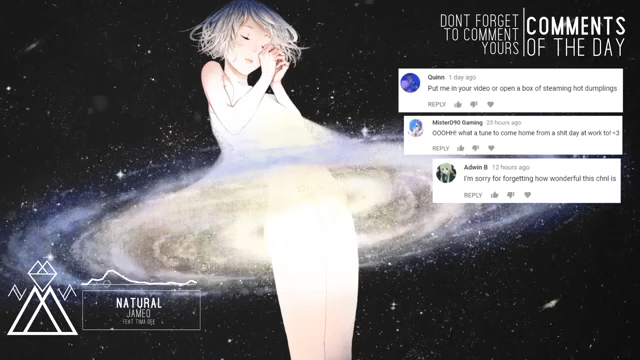 DONT FORGET
TO COMMENT
YOURS
COMMENTS
OF THE DAY
Quinn 1 day ago
Put me in your video or open a box of steaming hot dumplings
REPLY
MisterD90 Gaming 23 hours ago
OOOHH! what a tune to come home from a shit day at work to! <3
REPLY
Adwin B 12 hours ago
I'm sorry for forgetting how wonderful this chnl is
REPLY
NATURAL
JAMEO
FEAT TIMA DEE